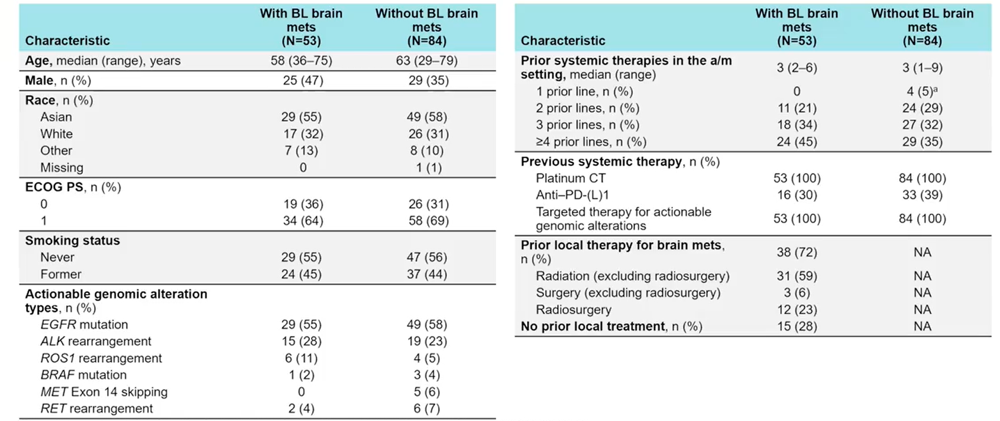 Characteristic With BL brain mets (N=53) Without BL brain mets (N=84)
Age, median (range), years 58 (36–75) 63 (29–79)
Male, n (%) 25 (47) 29 (35)
Race, n (%)
Asian 29 (55) 49 (58)
White 17 (32) 26 (31)
Other 7 (13) 8 (10)
Missing 0 1 (1)
ECOG PS, n (%)
0 19 (36) 26 (31)
1 34 (64) 58 (69)
Smoking status
Never 29 (55) 47 (56)
Former 24 (45) 37 (44)
Actionable genomic alteration
types, n (%)
EGFR mutation 29 (55) 49 (58)
ALK rearrangement 15 (28) 19 (23)
ROS1 rearrangement 6 (11) 4 (5)
BRAF mutation 1 (2) 3 (4)
MET Exon 14 skipping 0 5 (6)
RET rearrangement 2 (4) 6 (7)
Characteristic With BL brain mets (N=53) Without BL brain mets (N=84)
Prior systemic therapies in the a/m
setting, median (range) 3 (2–6) 3 (1–9)
1 prior line, n (%) 0 4 (5)ᵃ
2 prior lines, n (%) 11 (21) 24 (29)
3 prior lines, n (%) 18 (34) 27 (32)
≥4 prior lines, n (%) 24 (45) 29 (35)
Previous systemic therapy, n (%)
Platinum CT 53 (100) 84 (100)
Anti–PD-(L)1 16 (30) 33 (39)
Targeted therapy for actionable
genomic alterations 53 (100) 84 (100)
Prior local therapy for brain mets,
n (%) 38 (72) NA
Radiation (excluding radiosurgery) 31 (59) NA
Surgery (excluding radiosurgery) 3 (6) NA
Radiosurgery 12 (23) NA
No prior local treatment, n (%) 15 (28) NA